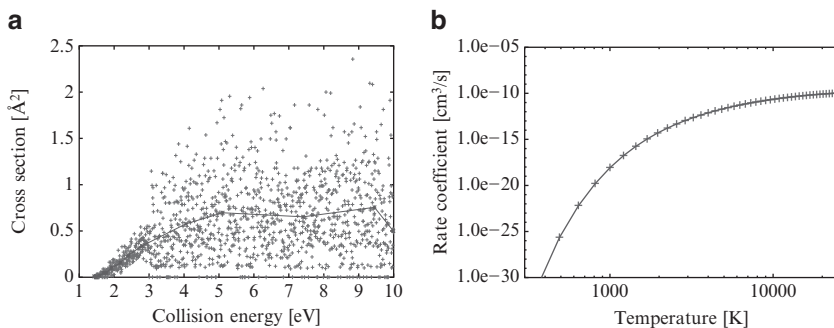 a
2.5
2
1.5
1
0.5
0
1 2 3 4 5 6 7 8 9 10
Cross section [Å²]
Collision energy [eV]
b
1.0e−05
1.0e−10
1.0e−15
1.0e−20
1.0e−25
1.0e−30
1000 10000
Rate coefficient [cm³/s]
Temperature [K]